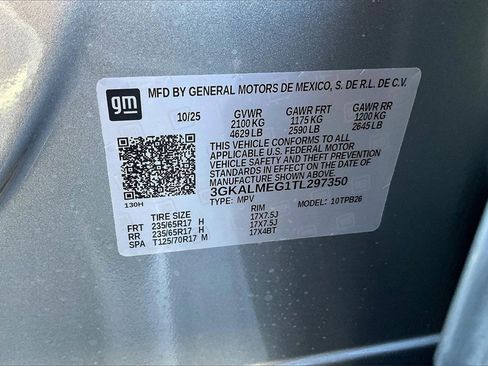 gm
MFD BY GENERAL MOTORS DE MEXICO, S. DE R.L. DE C.V.
10/25 GVWR GAWR FRT GAWR RR
2100 KG 1175 KG 1200 KG
4629 LB 2590 LB 2645 LB
THIS VEHICLE CONFORMS TO ALL
APPLICABLE U.S. FEDERAL MOTOR
VEHICLE SAFETY AND THEFT PREVENTION
STANDARDS IN EFFECT ON THE DATE OF
MANUFACTURE SHOWN ABOVE.
3GKALMEG1TL297350
130H TYPE: MPV MODEL: 10TPB26
TIRE SIZE RIM
FRT 235/65R17 H 17X7.5J
RR 235/65R17 H 17X7.5J
SPA T125/70R17 M 17X4BT